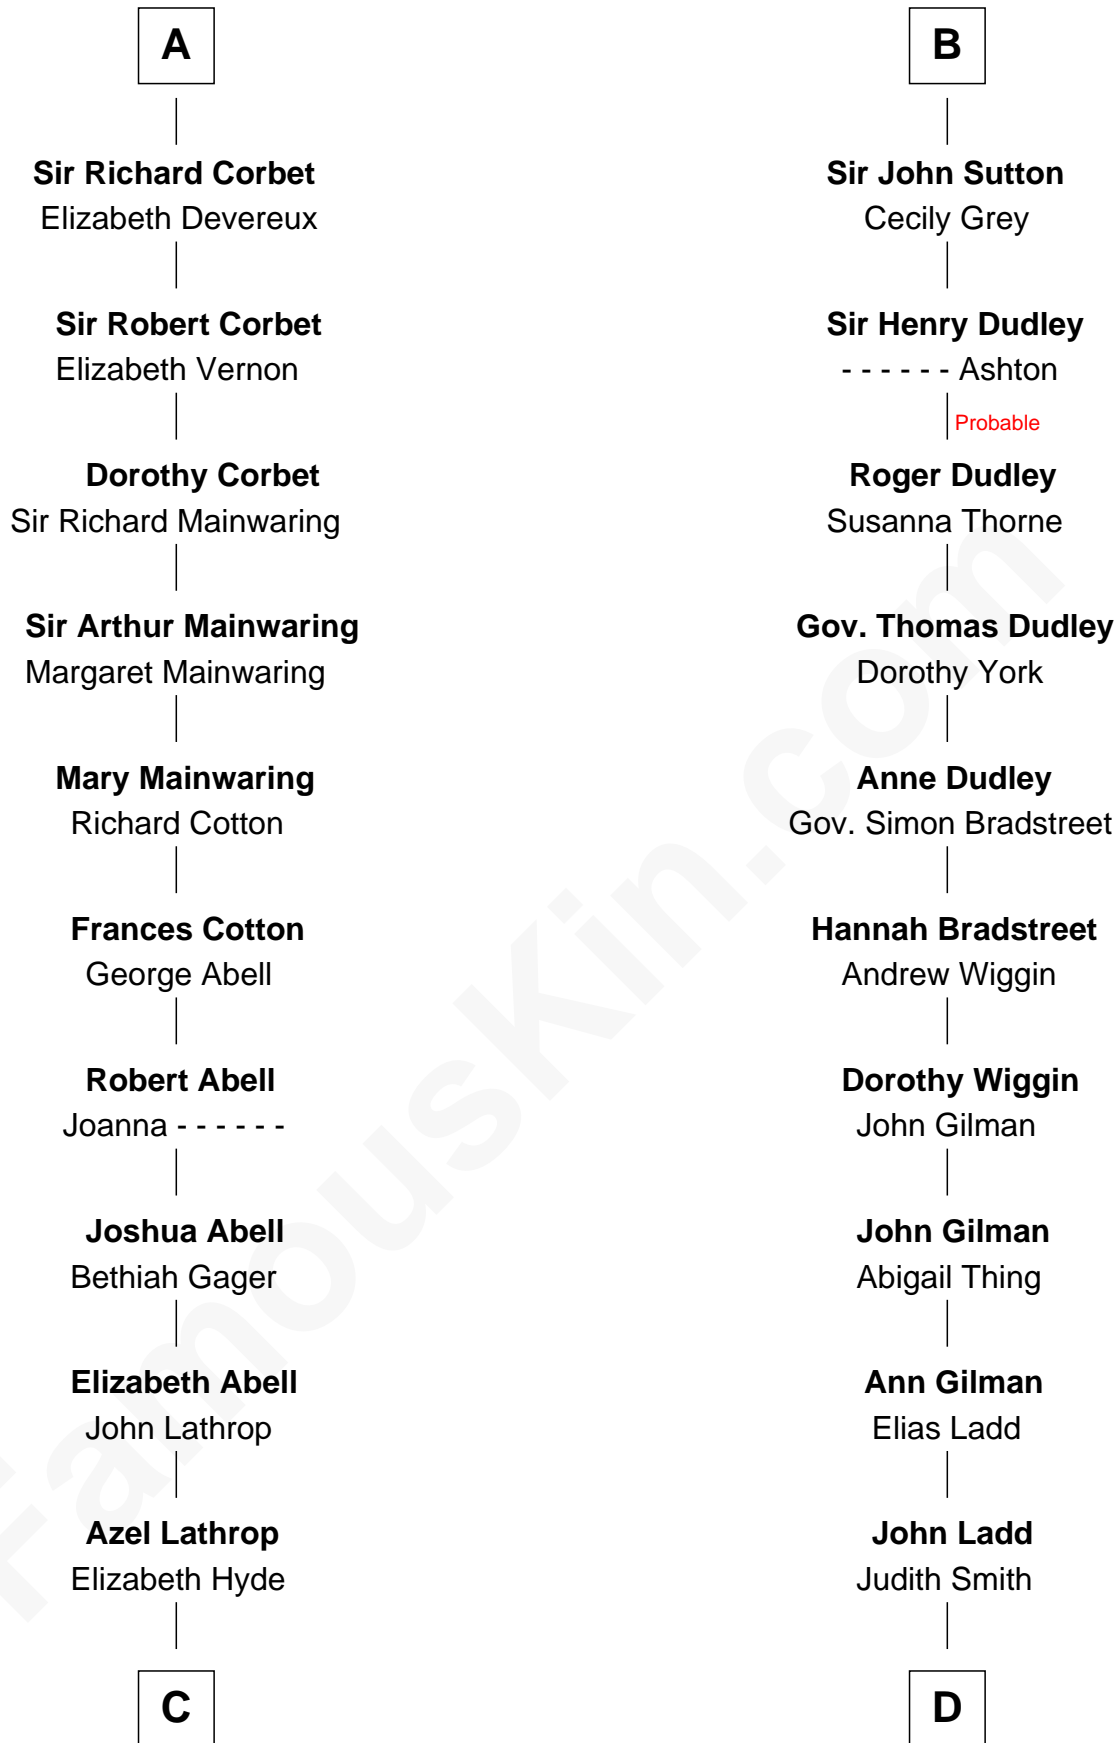 A
Sir Richard Corbet
Elizabeth Devereux
Sir Robert Corbet
Elizabeth Vernon
Dorothy Corbet
Sir Richard Mainwaring
Sir Arthur Mainwaring
Margaret Mainwaring
Mary Mainwaring
Richard Cotton
Frances Cotton
George Abell
Robert Abell
Joanna - - - - - -
Joshua Abell
Bethiah Gager
Elizabeth Abell
John Lathrop
Azel Lathrop
Elizabeth Hyde
C
B
Sir John Sutton
Cecily Grey
Sir Henry Dudley
- - - - - - Ashton
Probable
Roger Dudley
Susanna Thorne
Gov. Thomas Dudley
Dorothy York
Anne Dudley
Gov. Simon Bradstreet
Hannah Bradstreet
Andrew Wiggin
Dorothy Wiggin
John Gilman
John Gilman
Abigail Thing
Ann Gilman
Elias Ladd
John Ladd
Judith Smith
D
FamousKin.com